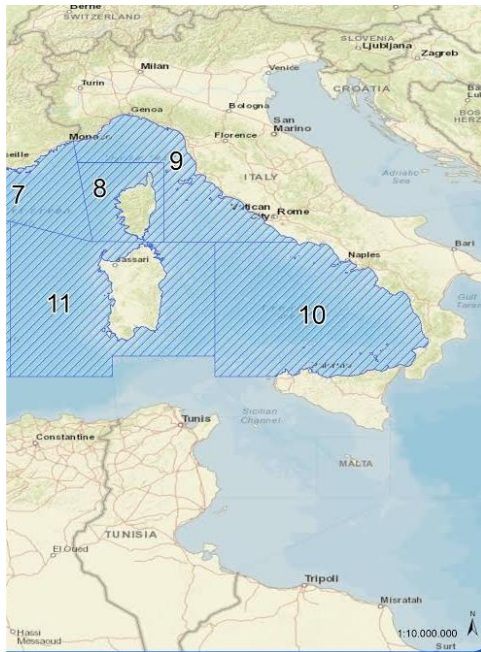 Berne
SWITZERLAND
SLOVENIA
Ljubljana
Zagreb
Milan
Venice
Turin
CROATIA
Genoa
Bologna
San
Marino
Florence
Monaco
9
8
7
ITALY
Adriatic
Sea
Vatican
City
Rome
Bari
Naples
Sassari
11
10
Gulf
Sicilian
Channel
Tunis
Constantine
MALTA
TUNISIA
El Oued
Tripoli
Misratah
Hassi
Messaoud
N
1:10.000.000
Surt